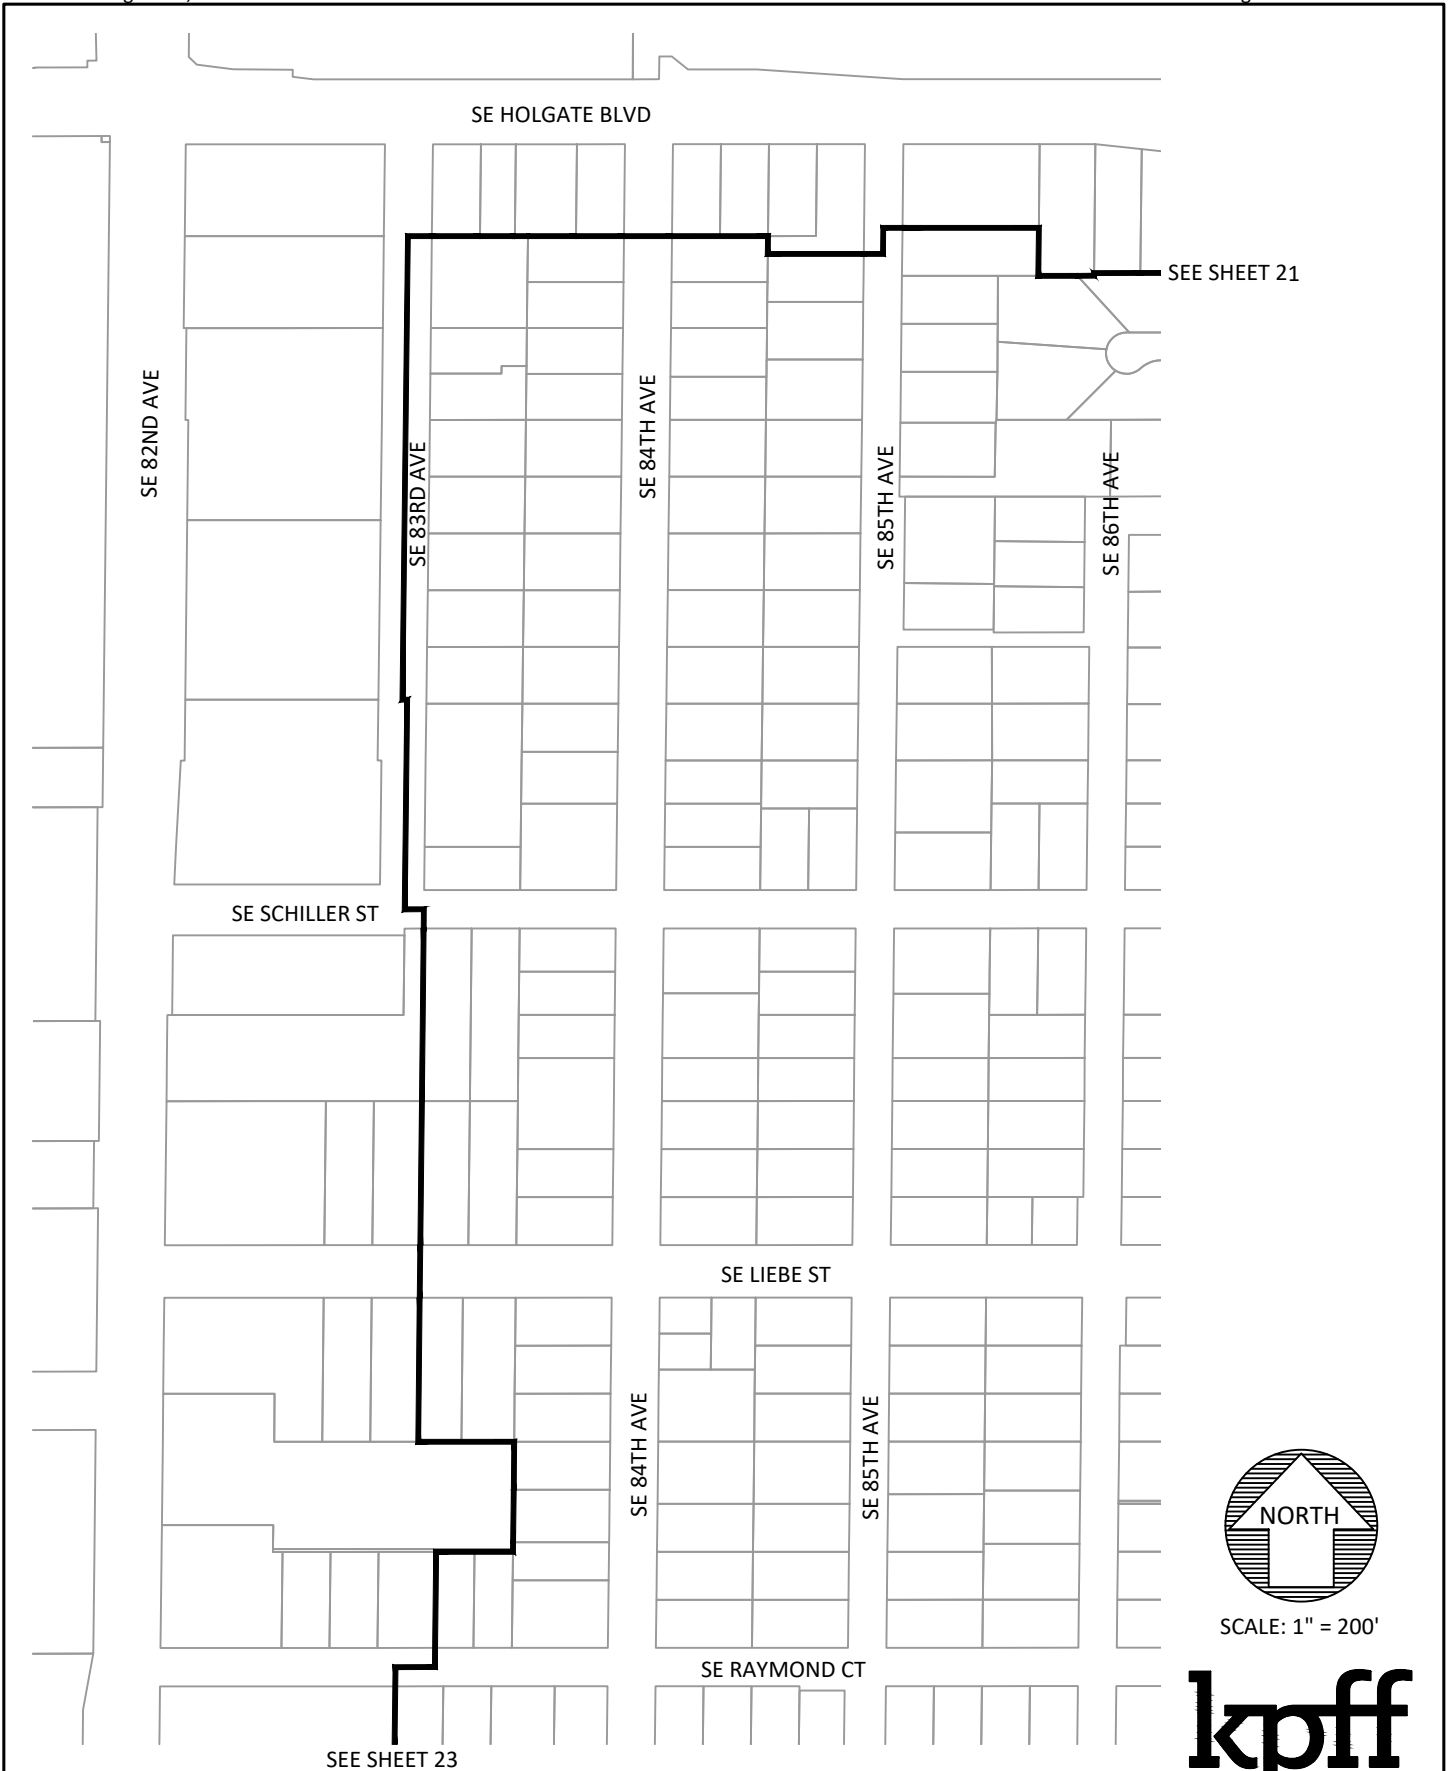 SE HOLGATE BLVD
SEE SHEET 21
SE 82ND AVE
SE 83RD AVE
SE 84TH AVE
SE 85TH AVE
SE 86TH AVE
SE SCHILLER ST
SE LIEBE ST
SE 84TH AVE
SE 85TH AVE
NORTH
SCALE: 1" = 200'
SE RAYMOND CT
SEE SHEET 23
kpff